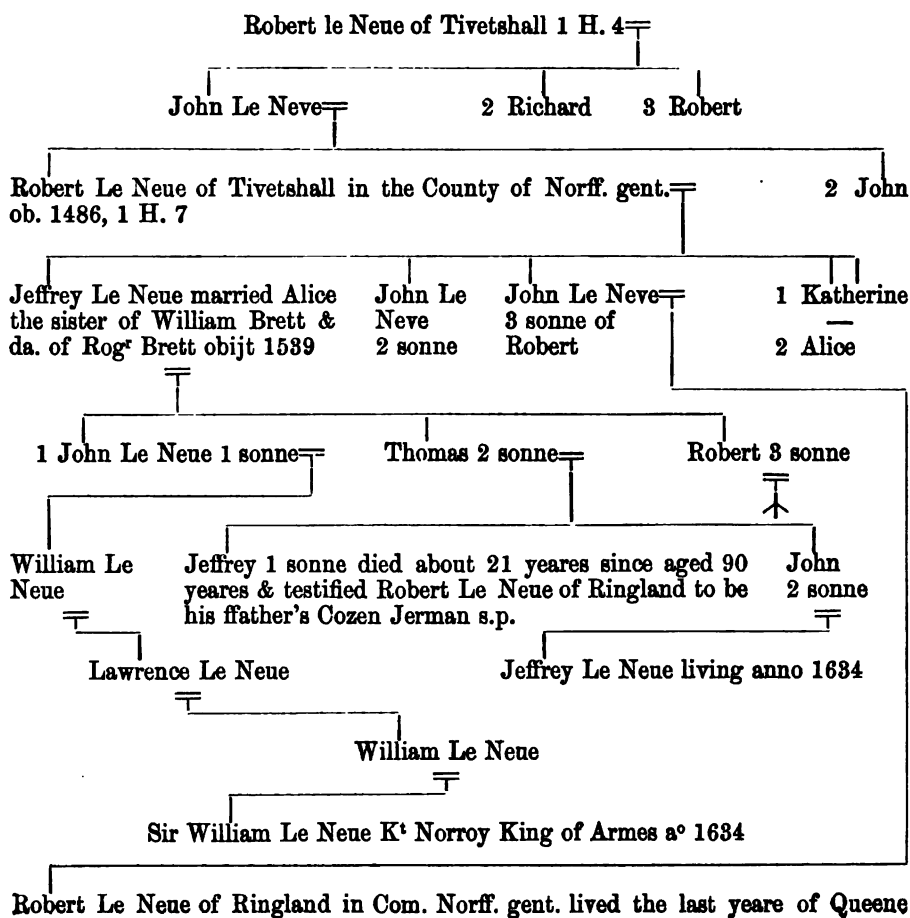 Robert le Neue of Tivetshall 1 H. 4
John Le Neve 2 Richard 3 Robert
Robert Le Neue of Tivetshall in the County of Norff. gent. 2 John
ob. 1486, 1 H. 7
Jeffrey Le Neue married Alice
the sister of William Brett &
da. of Rogʳ Brett obijt 1539
John Le
Neve
2 sonne
John Le Neve
3 sonne of
Robert
1 Katherine
2 Alice
1 John Le Neue 1 sonne Thomas 2 sonne Robert 3 sonne
William Le
Neue
Jeffrey 1 sonne died about 21 yeares since aged 90
yeares & testified Robert Le Neue of Ringland to be
his ffather's Cozen Jerman s.p.
John
2 sonne
Lawrence Le Neue Jeffrey Le Neue living anno 1634
William Le Neue
Sir William Le Neue Kᵗ Norroy King of Armes aᵒ 1634
Robert Le Neue of Ringland in Com. Norff. gent. lived the last yeare of Queene